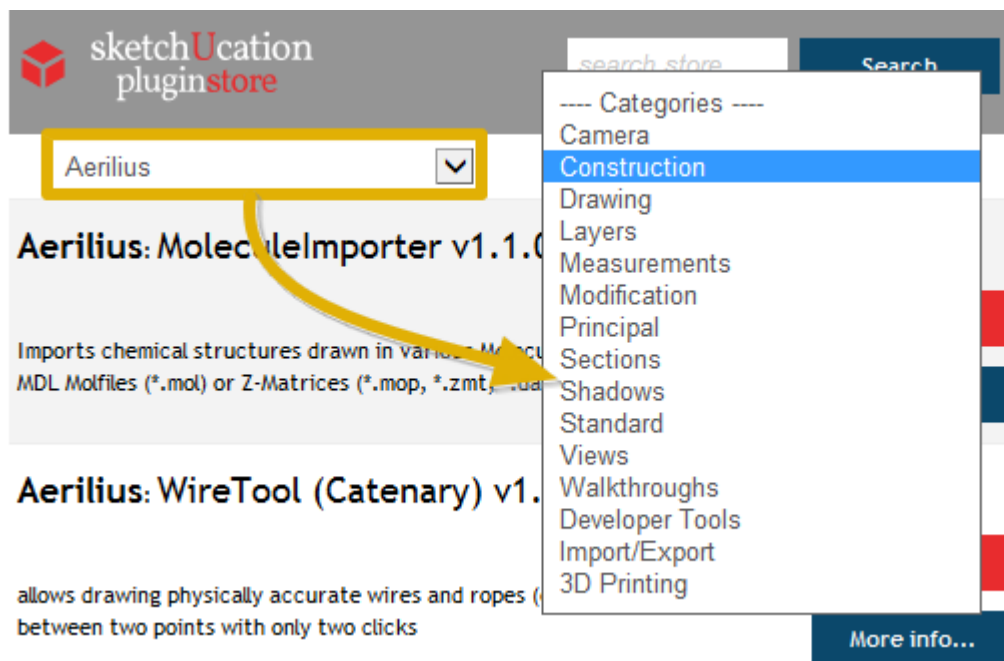 sketchUcation
pluginstore
search store
Search
Aerilius
---- Categories ----
Camera
Construction
Drawing
Layers
Measurements
Modification
Principal
Sections
Shadows
Standard
Views
Walkthroughs
Developer Tools
Import/Export
3D Printing
Aerilius: MoleculeImporter v1.1.0
Imports chemical structures drawn in various
MDL Molfiles (*.mol) or Z-Matrices (*.mop, *.zmt,
Aerilius: WireTool (Catenary) v1.
allows drawing physically accurate wires and ropes (
between two points with only two clicks
More info...